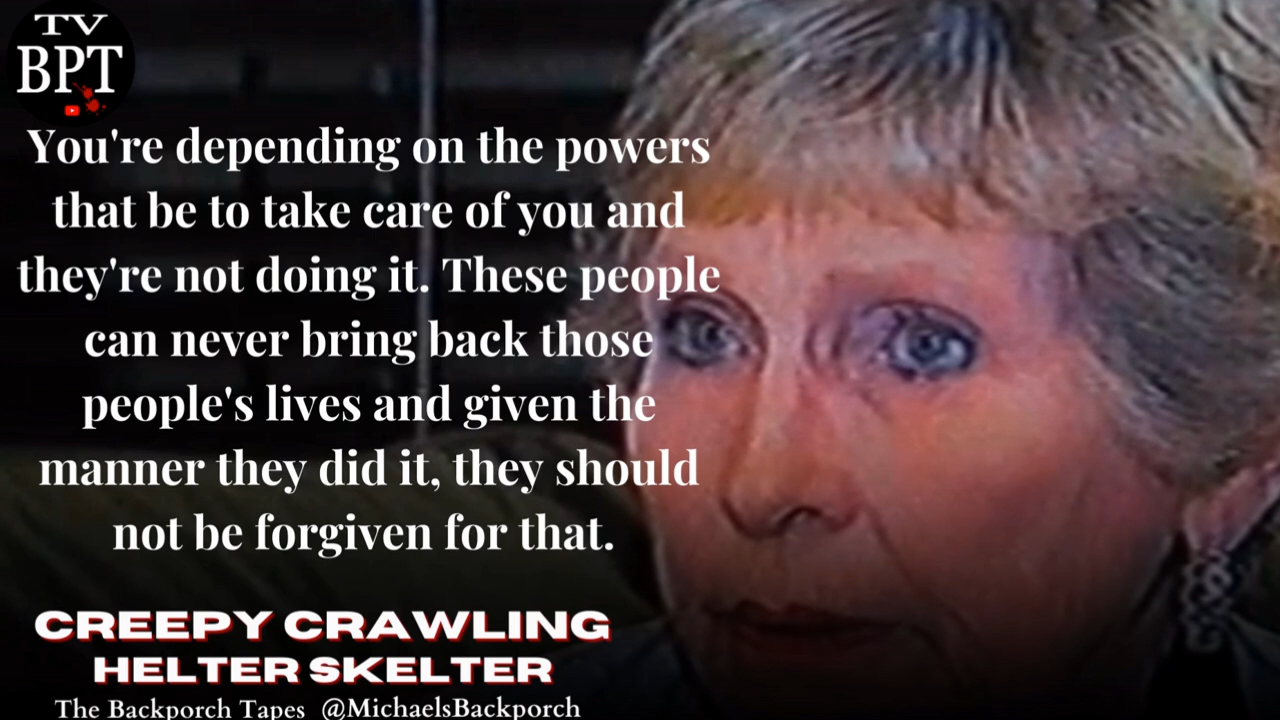 TV
BPT
You're depending on the powers
that be to take care of you and
they're not doing it. These people
can never bring back those
people's lives and given the
manner they did it, they should
not be forgiven for that.
CREEPY CRAWLING
HELTER SKELTER
The Backporch Tapes @MichaelsBackporch